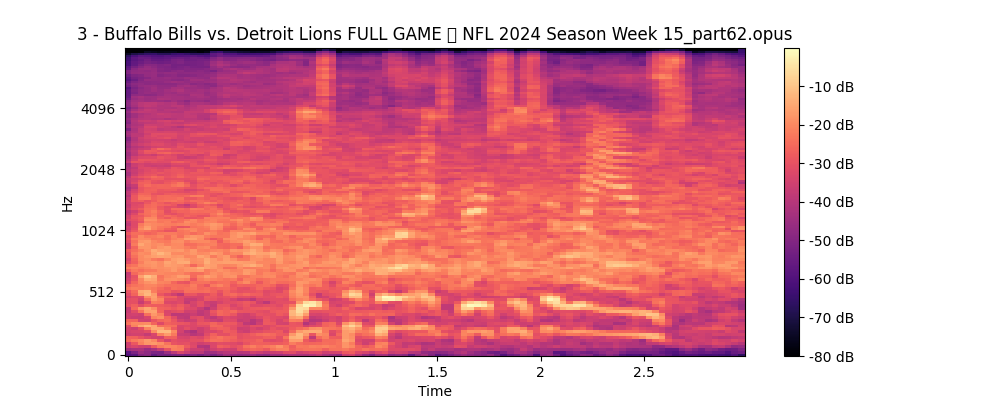 3 - Buffalo Bills vs. Detroit Lions FULL GAME ▯ NFL 2024 Season Week 15_part62.opus
Hz
4096
2048
1024
512
0
0
0.5
1
1.5
2
2.5
Time
-10 dB
-20 dB
-30 dB
-40 dB
-50 dB
-60 dB
-70 dB
-80 dB